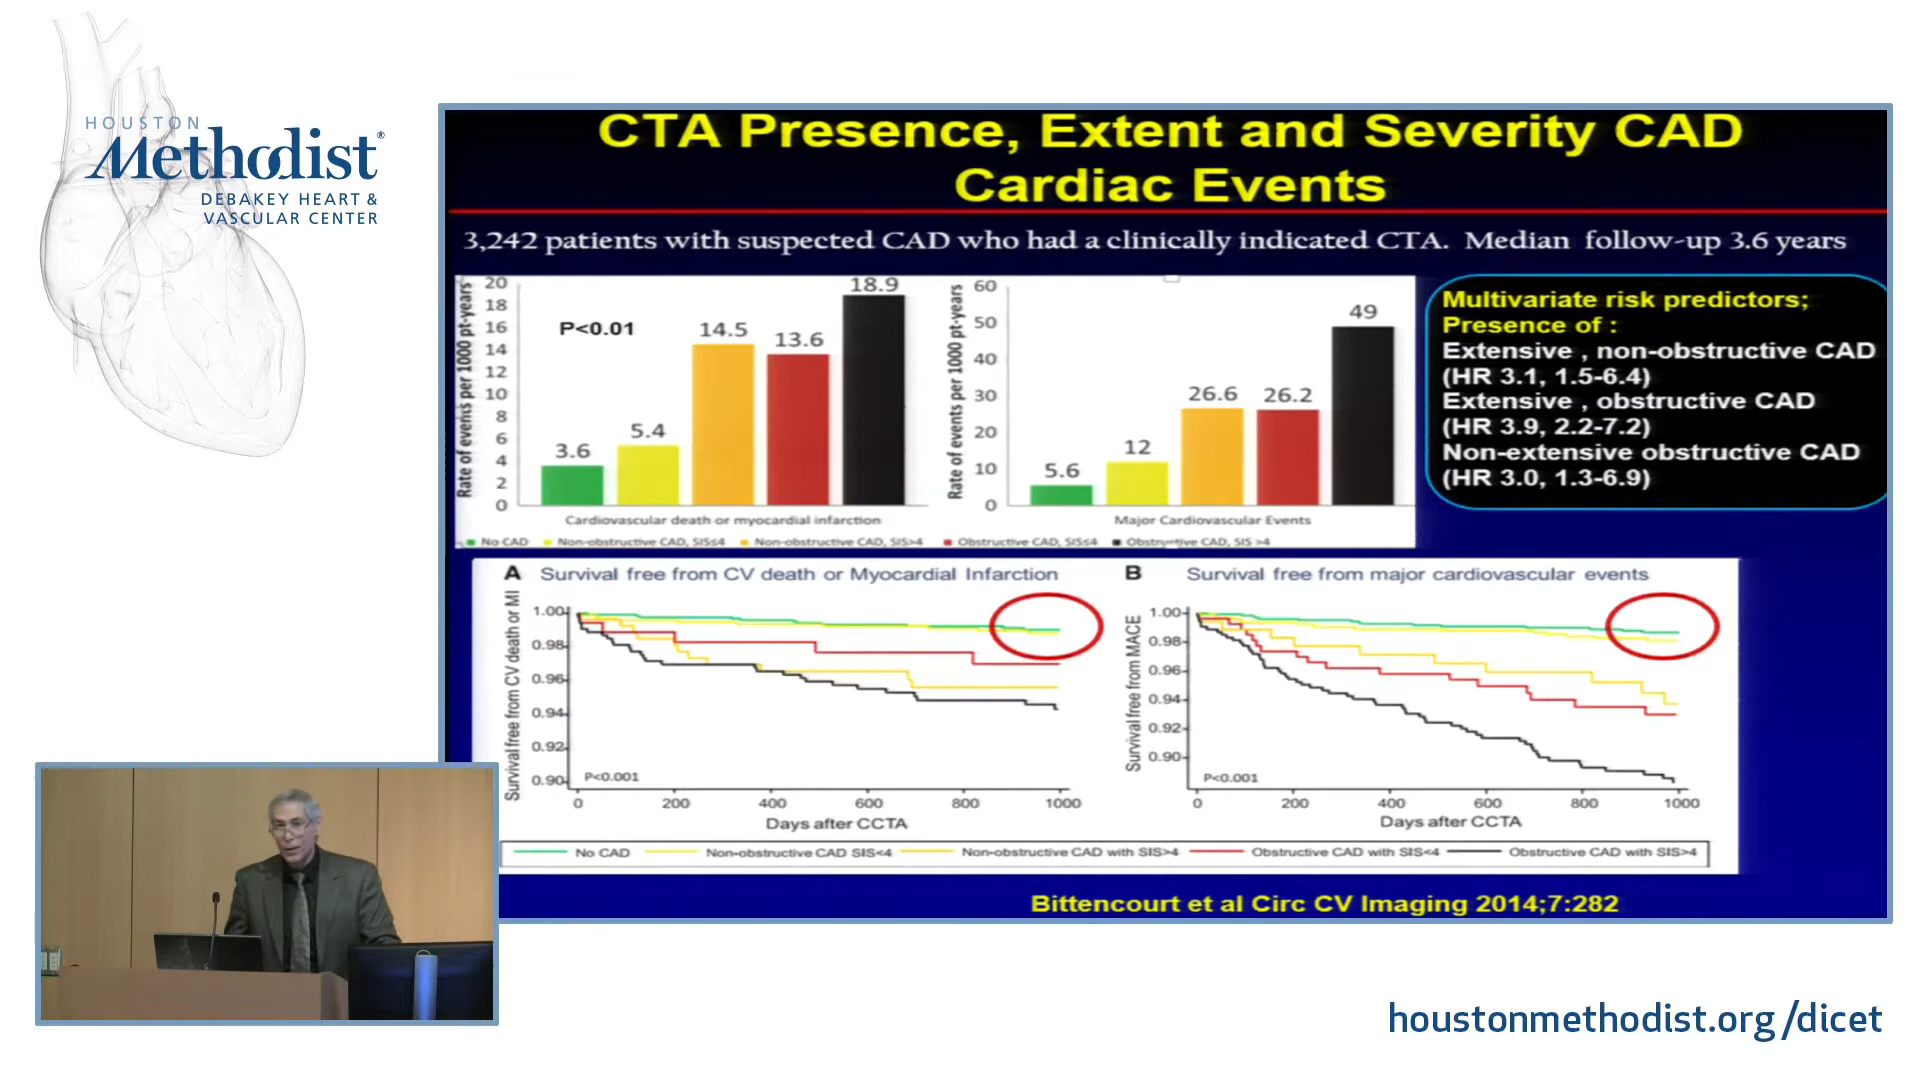 HOUSTON
Methodist®
DEBAKEY HEART &
VASCULAR CENTER
CTA Presence, Extent and Severity CAD
Cardiac Events
3,242 patients with suspected CAD who had a clinically indicated CTA. Median follow-up 3.6 years
Rate of events per 1000 pt-years
20
18
16
14
12
10
8
6
4
2
0
P<0.01
3.6
5.4
14.5
13.6
18.9
Cardiovascular death or myocardial infarction
Rate of events per 1000 pt-years
60
50
40
30
20
10
0
5.6
12
26.6
26.2
49
Major Cardiovascular Events
No CAD
Non-obstructive CAD, SIS≤4
Non-obstructive CAD, SIS>4
Obstructive CAD, SIS≤4
Obstructive CAD, SIS >4
Multivariate risk predictors;
Presence of :
Extensive , non-obstructive CAD
(HR 3.1, 1.5-6.4)
Extensive , obstructive CAD
(HR 3.9, 2.2-7.2)
Non-extensive obstructive CAD
(HR 3.0, 1.3-6.9)
A Survival free from CV death or Myocardial Infarction
Survival free from CV death or MI
1.00
0.98
0.96
0.94
0.92
0.90
P<0.001
0 200 400 600 800 1000
Days after CCTA
B Survival free from major cardiovascular events
Survival free from MACE
1.00
0.98
0.96
0.94
0.92
0.90
P<0.001
0 200 400 600 800 1000
Days after CCTA
No CAD Non-obstructive CAD SIS<4 Non-obstructive CAD with SIS>4 Obstructive CAD with SIS<4 Obstructive CAD with SIS>4
Bittencourt et al Circ CV Imaging 2014;7:282
houstonmethodist.org/dicet